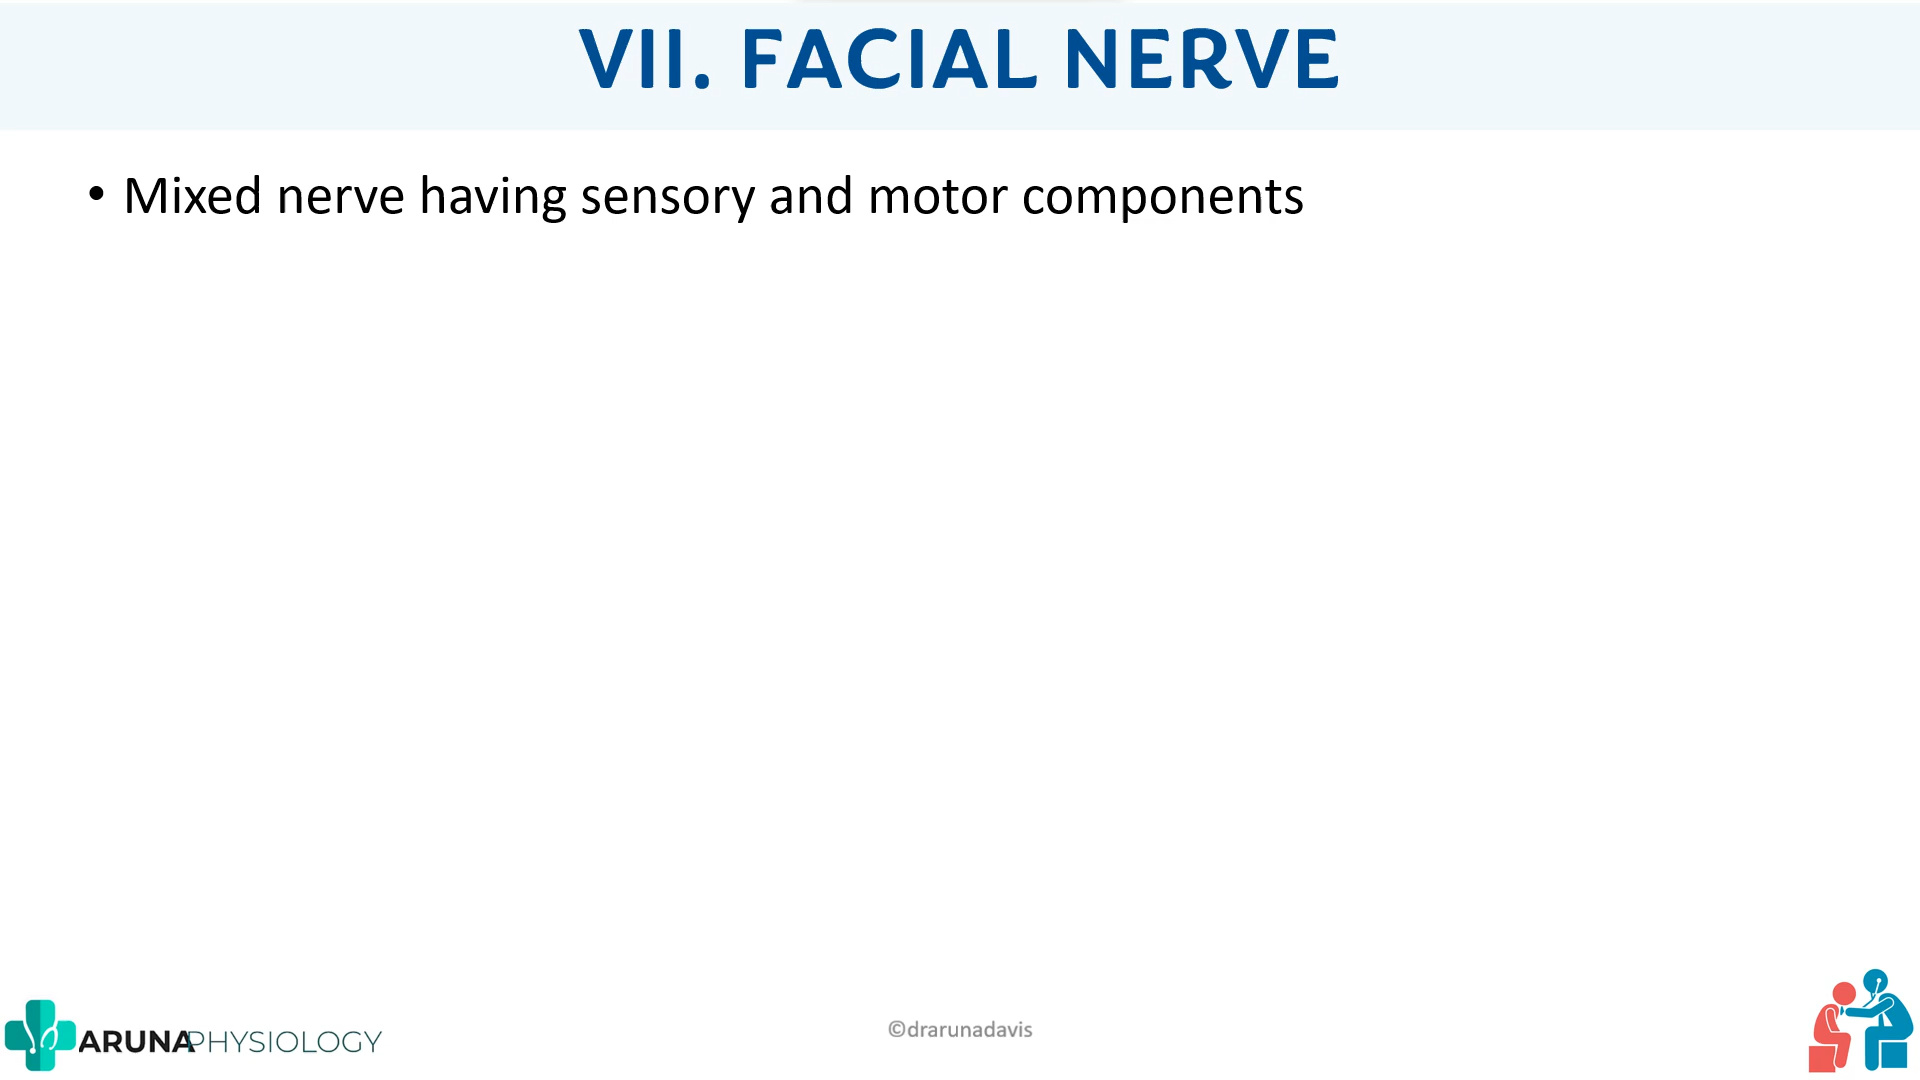 VII. FACIAL NERVE
• Mixed nerve having sensory and motor components
ARUNAPHYSIOLOGY
©drarunadavis